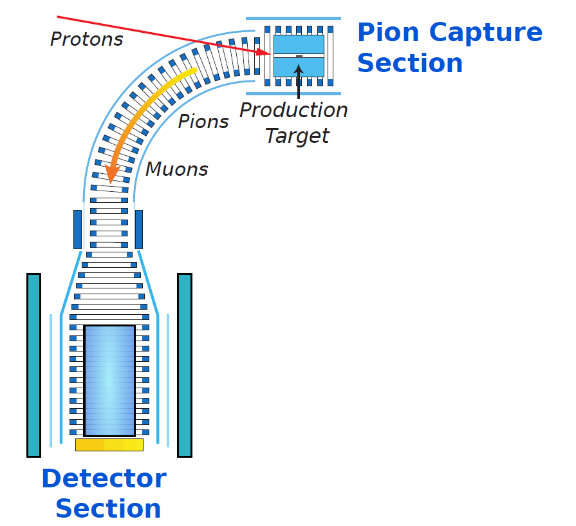 Protons
Pion Capture
Section
Production
Target
Pions
Muons
Detector
Section